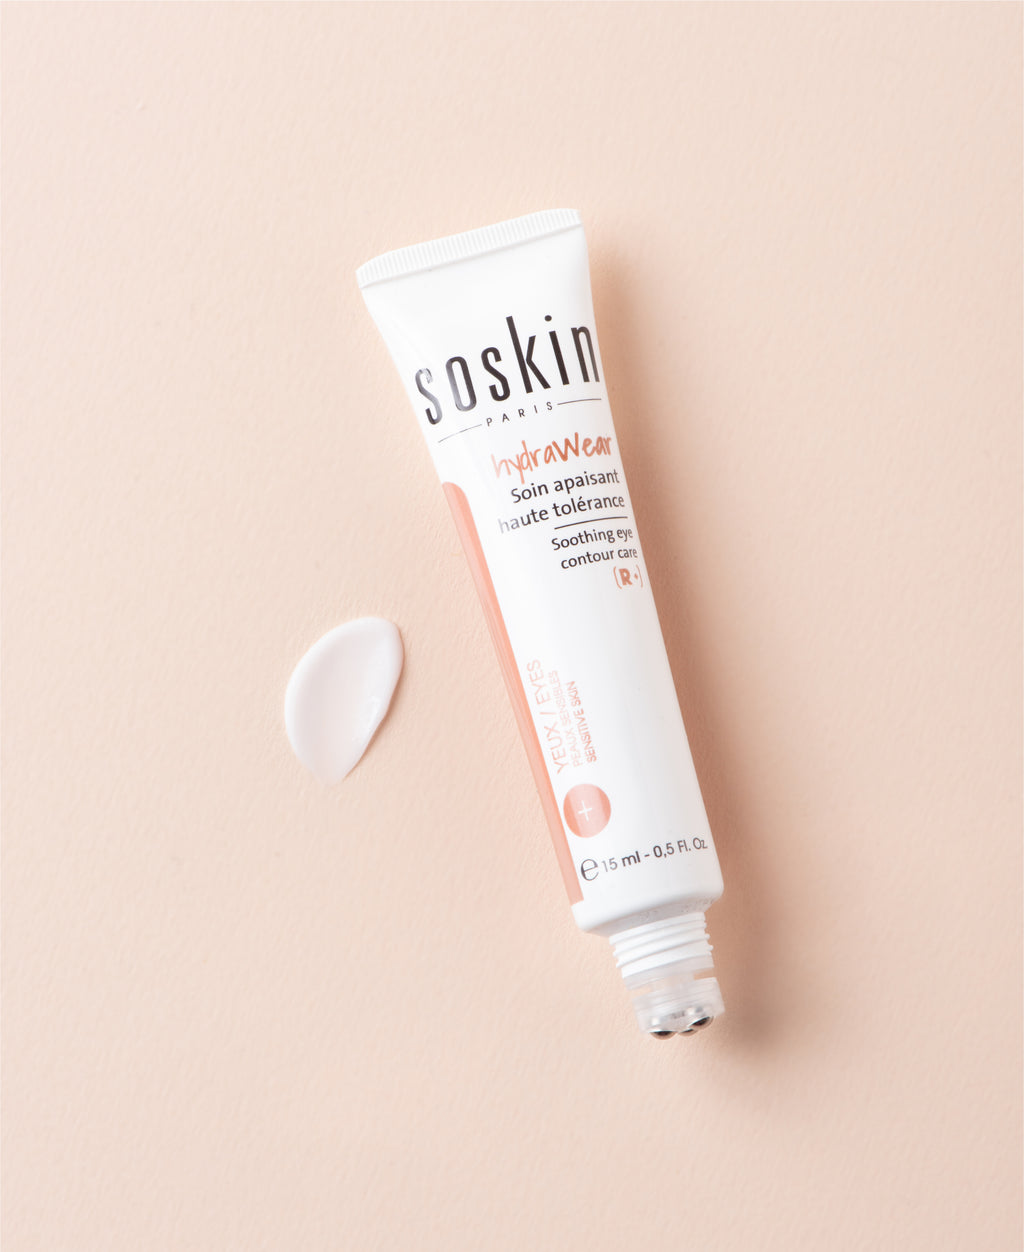 soskin
PARIS
hydraWear
Soin apaisant
haute tolérance
Soothing eye
contour care
[R+]
YEUX / EYES
PEAUX SENSIBLES
SENSITIVE SKIN
+
e 15 ml - 0,5 Fl. Oz